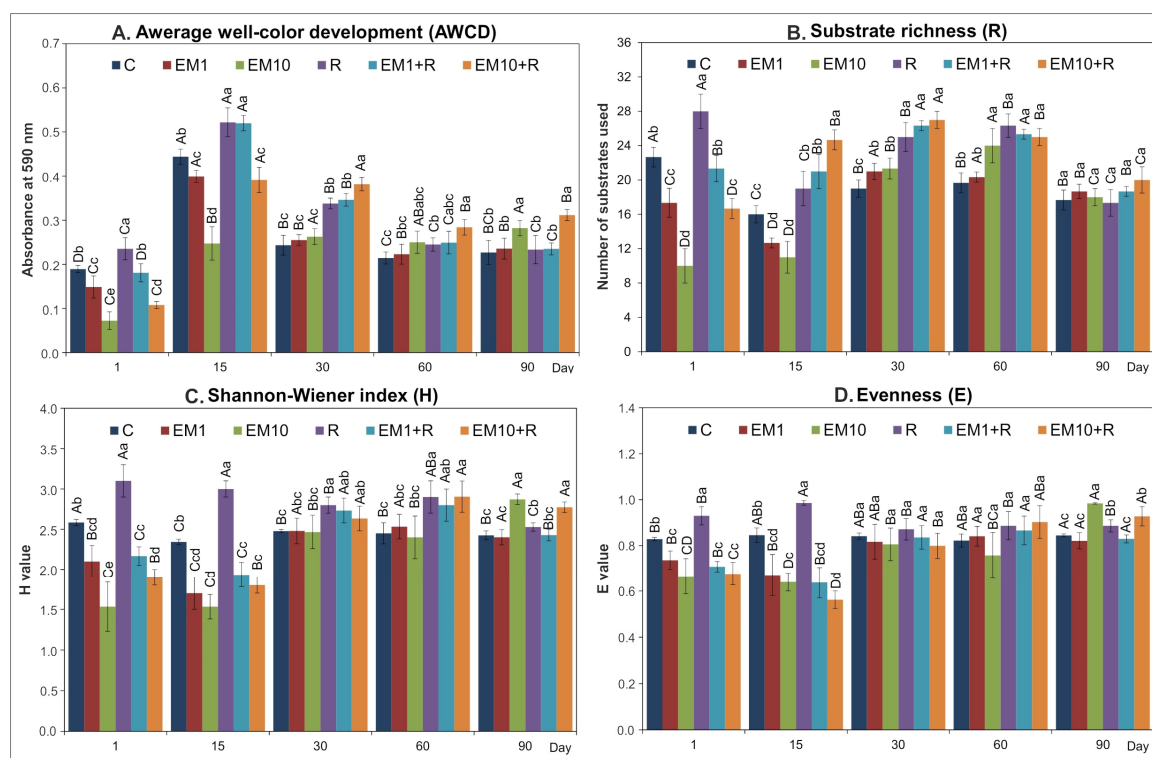 A. Awerage well-color development (AWCD)
0.7
0.6
0.5
0.4
0.3
0.2
0.1
0.0
Absorbance at 590 nm
C EM1 EM10 R EM1+R EM10+R
Db Cc Ce Ca Db Cd
Ab Ac Bd Aa Aa Ac
Bc Bc Ac Bb Bb Aa
Cc Bbc ABabc Cb Cabc Ba
BCb Bb Aa Cb Cb Ba
1 15 30 60 90 Day
B. Substrate richness (R)
36
32
28
24
20
16
12
8
4
0
Number of substrates used
C EM1 EM10 R EM1+R EM10+R
Ab Cc Dd Aa Bb Dc
Cc Dd Dd Cb Bb Ba
Bc Ab Bb Ba Aa Aa
Bb Bb Aa Ba Aa Ba
Ba Ba Ca Ca Ba Ca
1 15 30 60 90 Day
C. Shannon-Wiener index (H)
4.0
3.5
3.0
2.5
2.0
1.5
1.0
0.5
0.0
H value
C EM1 EM10 R EM1+R EM10+R
Ab Bcd Ce Aa Cc Bd
Cb Ccd Cd Aa Cc Bc
Bc Abc Bbc Ba Aab Aab
Bc Abc Bbc ABa Aab Aa
Bc Ac Aa Cb Bbc Aa
1 15 30 60 90 Day
D. Evenness (E)
1.4
1.2
1.0
0.8
0.6
0.4
0.2
0.0
E value
C EM1 EM10 R EM1+R EM10+R
Bb Bc CD Ba Bc Cc
ABb Bcd Dc Aa Bcd Dd
ABa ABa Ba Ca Aa Ba
ABa Aa BCa Ba Aa ABa
Ac Ac Aa Bb Ac Ab
1 15 30 60 90 Day